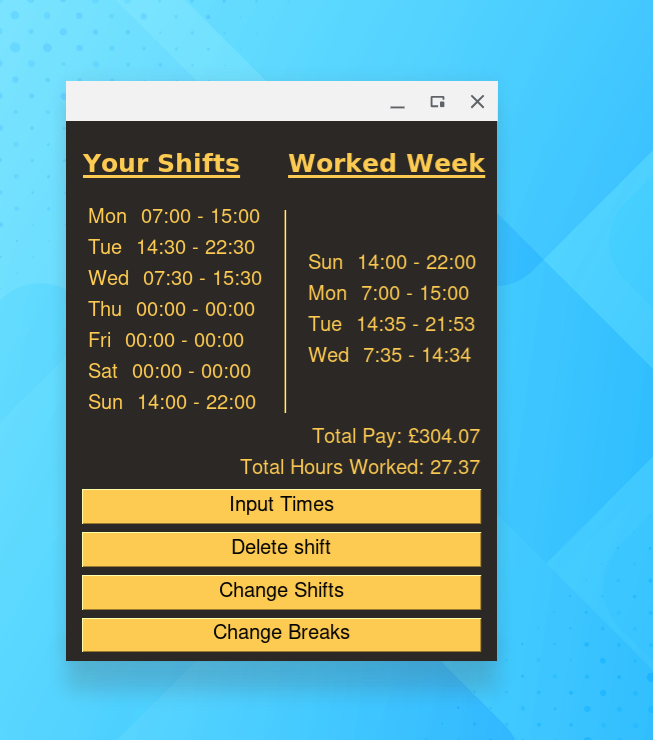 Your Shifts
Mon 07:00 - 15:00
Tue 14:30 - 22:30
Wed 07:30 - 15:30
Thu 00:00 - 00:00
Fri 00:00 - 00:00
Sat 00:00 - 00:00
Sun 14:00 - 22:00
Worked Week
Sun 14:00 - 22:00
Mon 7:00 - 15:00
Tue 14:35 - 21:53
Wed 7:35 - 14:34
Total Pay: £304.07
Total Hours Worked: 27.37
Input Times
Delete shift
Change Shifts
Change Breaks